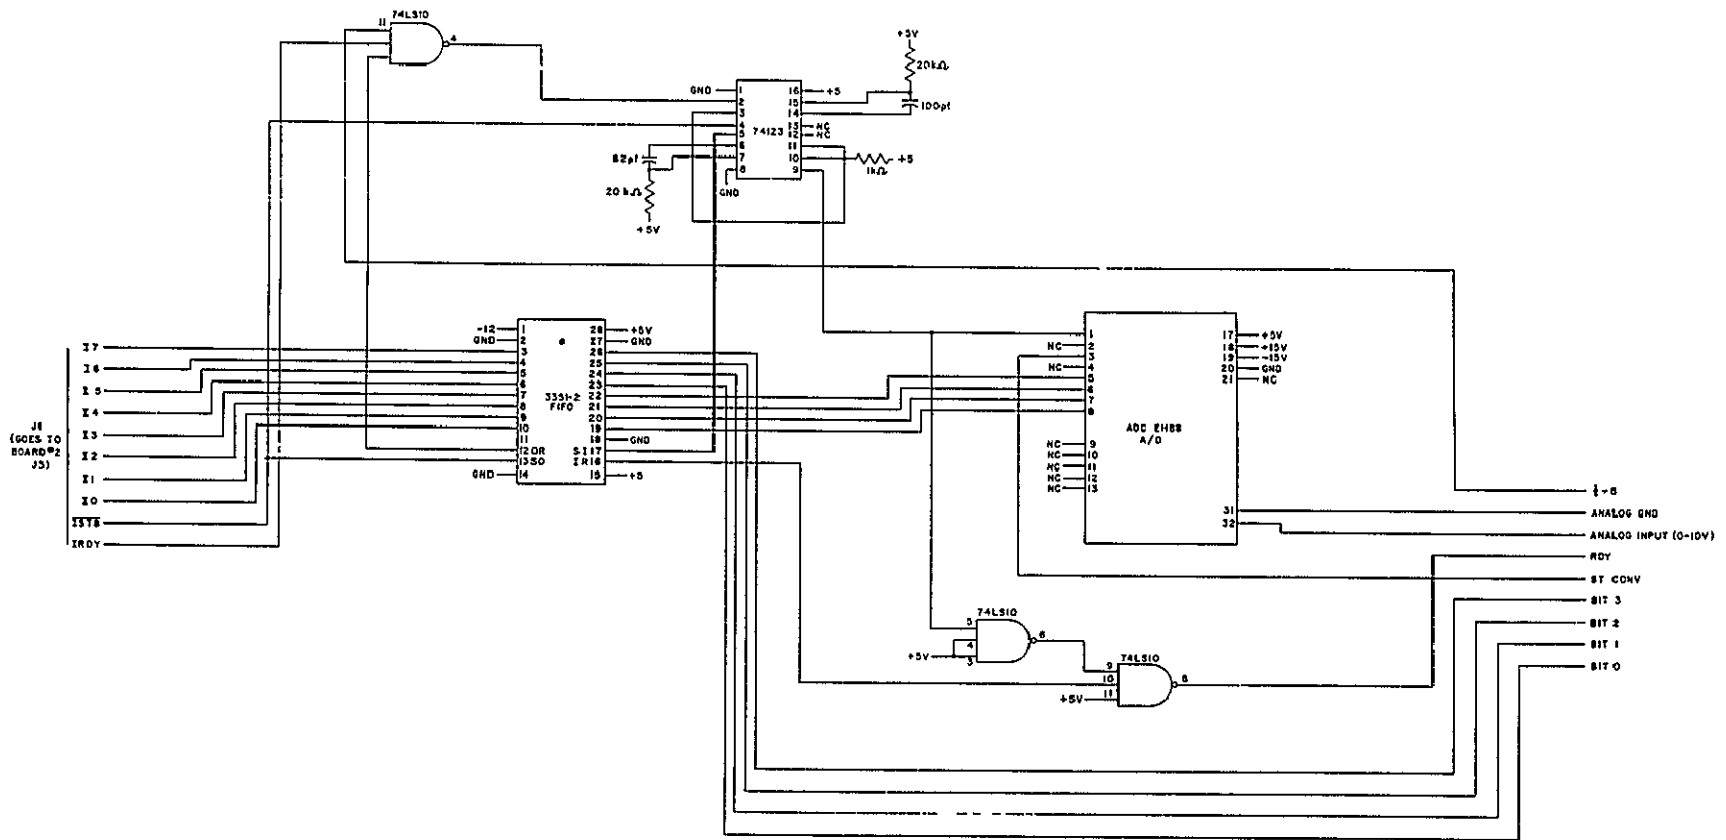 74LS10
11
4
+5V
20kΩ
100pf
GND
1
2
3
4
5
6
7
8
74123
16
15
14
13
12
11
10
9
+5
NC
NC
1kΩ
+5
82pf
20kΩ
+5V
GND
J6
(GOES TO
BOARD #2
J3)
I7
I6
I5
I4
I3
I2
I1
I0
ISTB
IRDY
-12
GND
GND
1
2
3
4
5
6
7
8
9
10
11
12 OR
13 SO
14
3351-2
FIFO
28
27
26
25
24
23
22
21
20
19
18
SI 17
IR 16
15
+5V
GND
GND
+5
NC
NC
NC
NC
NC
NC
NC
1
2
3
4
5
6
7
8
9
10
11
12
13
ADC EH8B
A/D
17
18
19
20
21
31
32
+5V
+15V
-15V
GND
NC
ANALOG GND
ANALOG INPUT (0-10V)
RDY
ST CONV
BIT 3
BIT 2
BIT 1
BIT 0
74LS10
5
4
3
6
+5V
74LS10
9
10
11
8
+5V